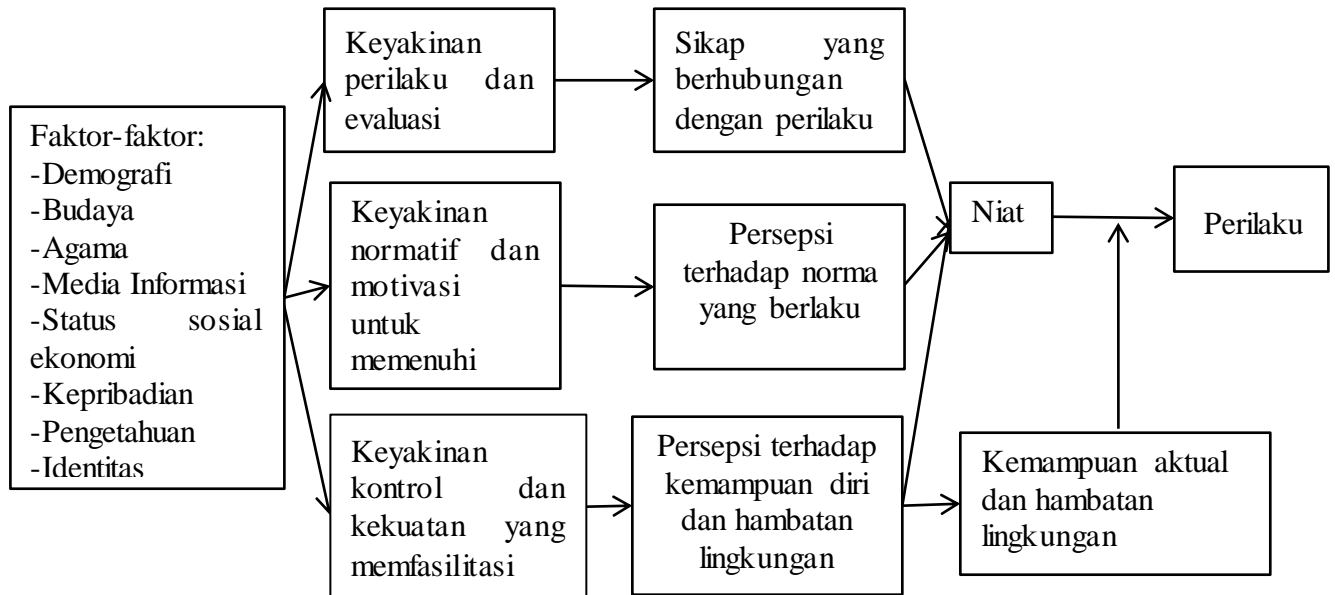 Faktor-faktor:
-Demografi
-Budaya
-Agama
-Media Informasi
-Status sosial
ekonomi
-Kepribadian
-Pengetahuan
-Identitas
Keyakinan
perilaku dan
evaluasi
Sikap yang
berhubungan
dengan perilaku
Keyakinan
normatif dan
motivasi
untuk
memenuhi
Persepsi
terhadap norma
yang berlaku
Keyakinan
kontrol dan
kekuatan yang
memfasilitasi
Persepsi terhadap
kemampuan diri
dan hambatan
lingkungan
Niat
Perilaku
Kemampuan aktual
dan hambatan
lingkungan